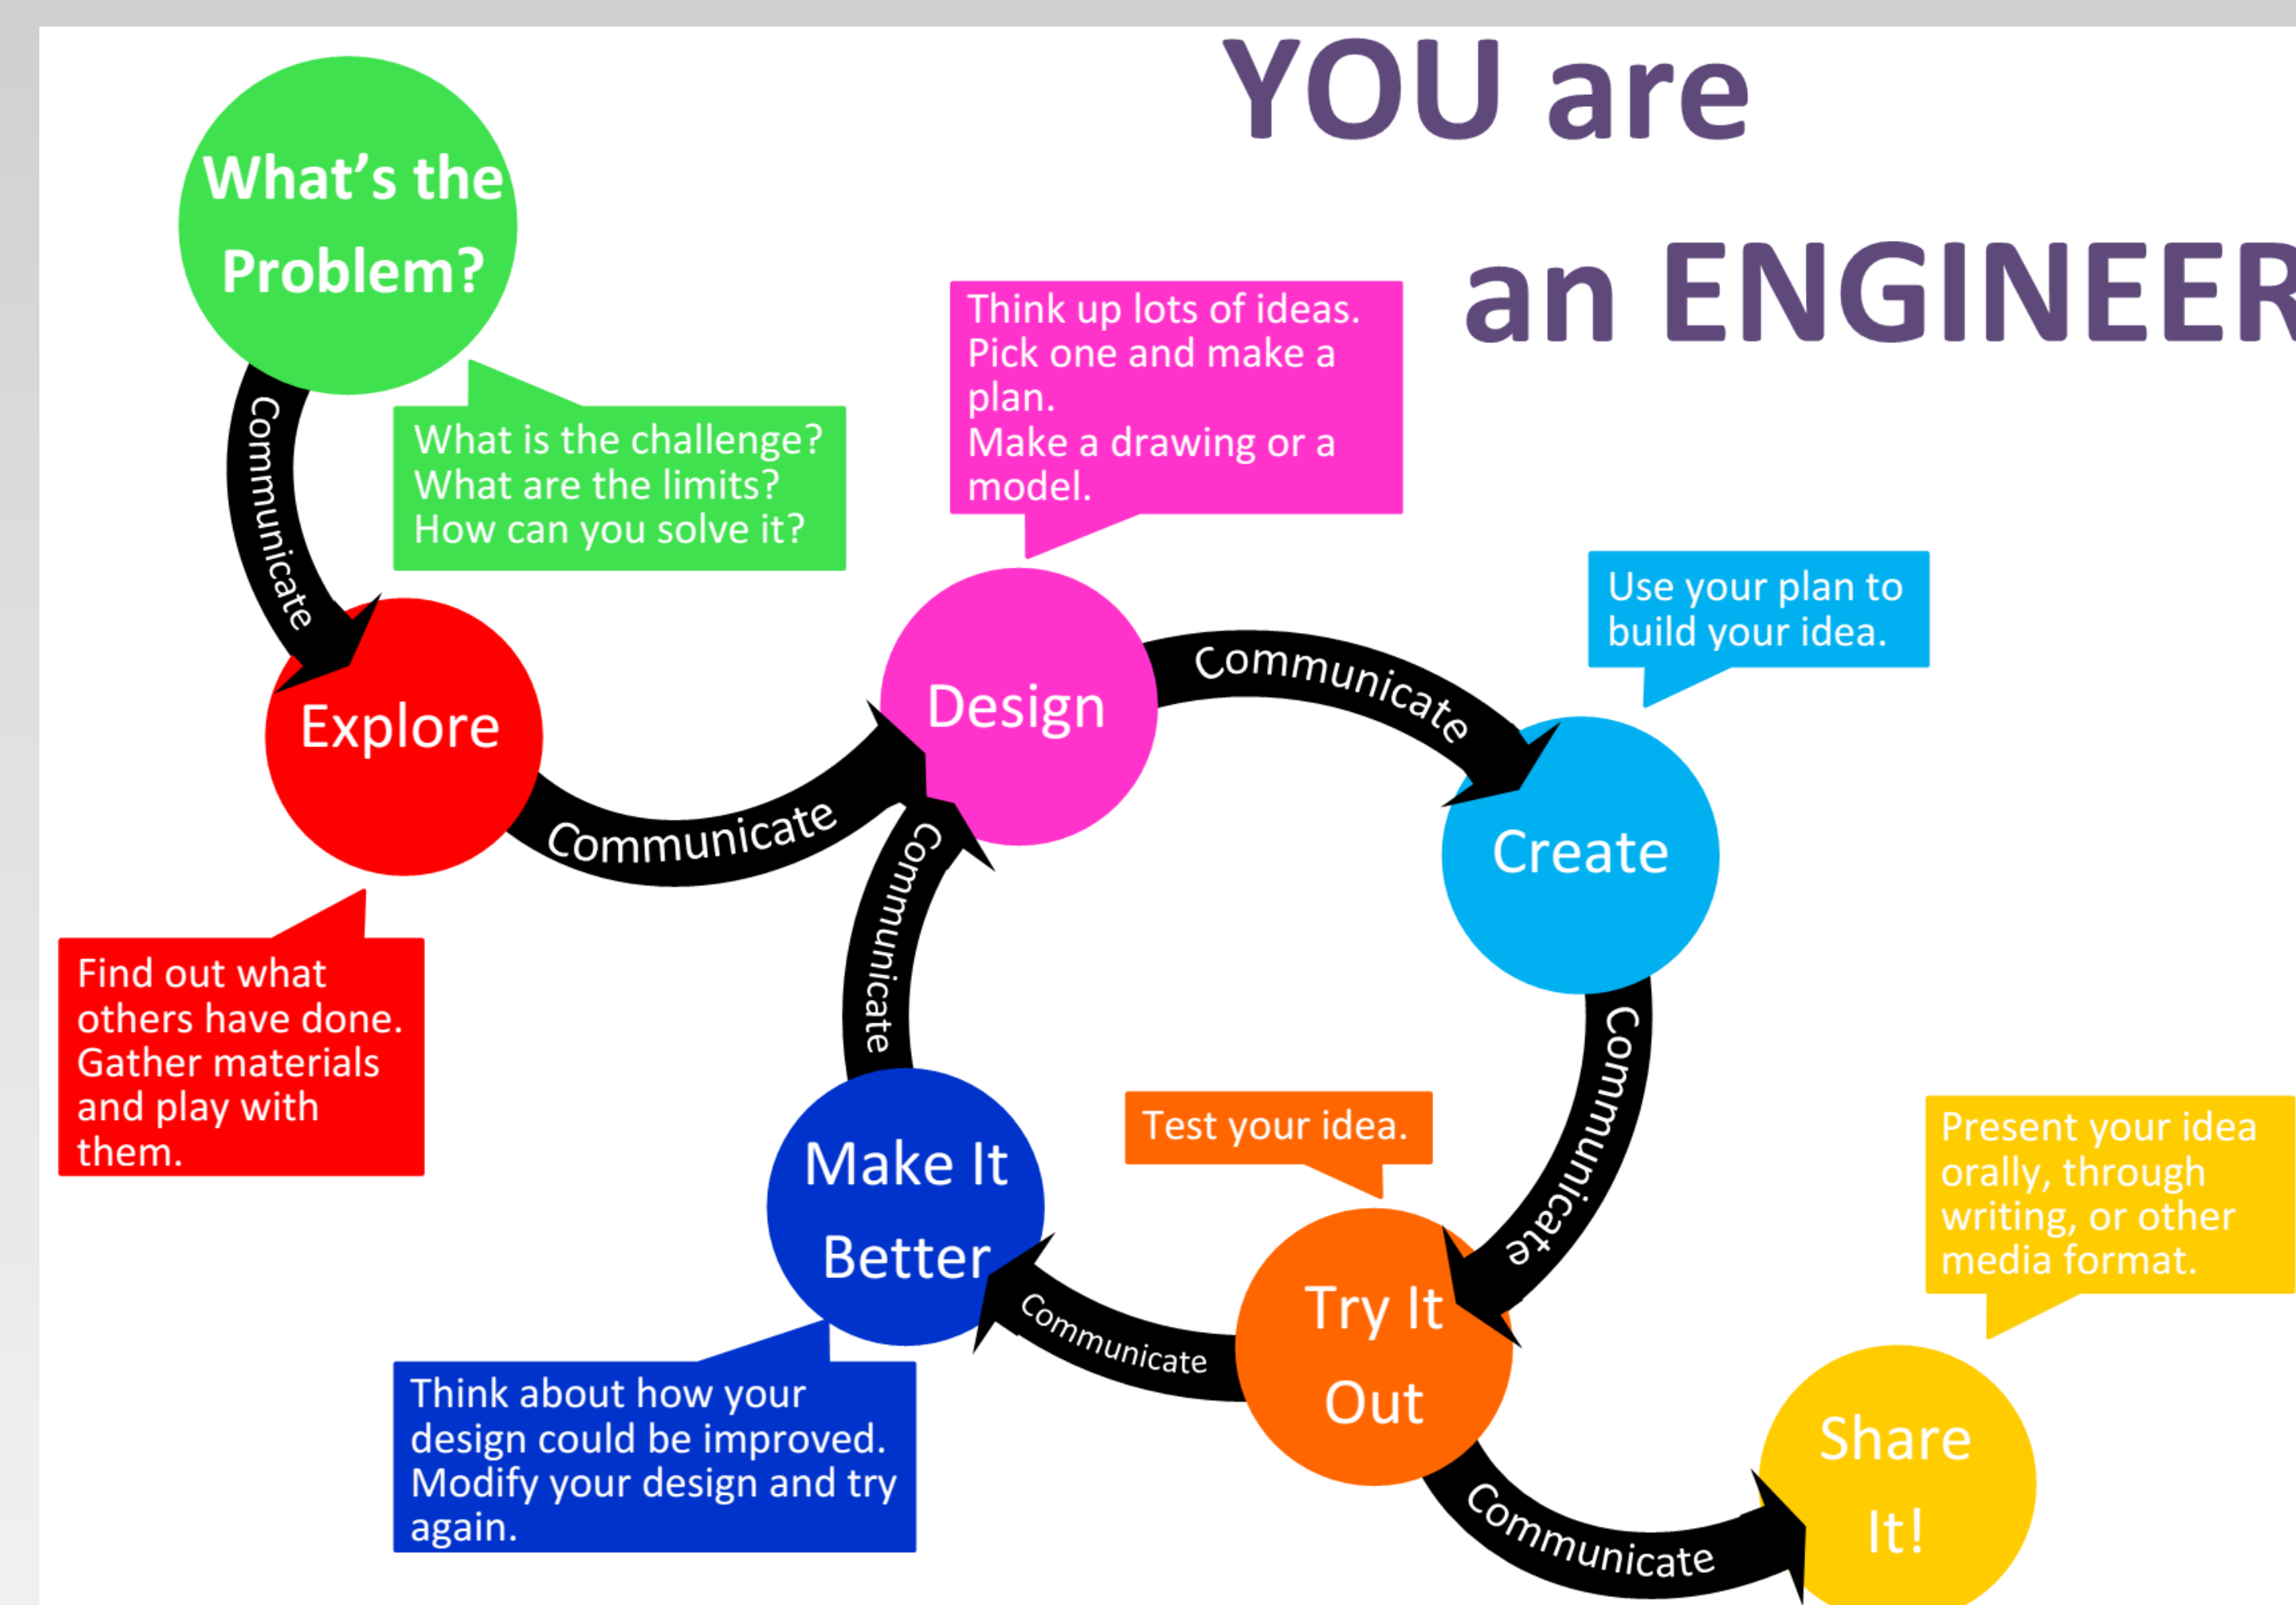 YOU are
an ENGINEER
What's the
Problem?
Communicate
What is the challenge?
What are the limits?
How can you solve it?
Explore
Find out what
others have done.
Gather materials
and play with
them.
Communicate
Think up lots of ideas.
Pick one and make a
plan.
Make a drawing or a
model.
Design
Communicate
Use your plan to
build your idea.
Create
Communicate
Test your idea.
Try It
Out
Communicate
Make It
Better
Think about how your
design could be improved.
Modify your design and try
again.
Communicate
Communicate
Present your idea
orally, through
writing, or other
media format.
Share
It!